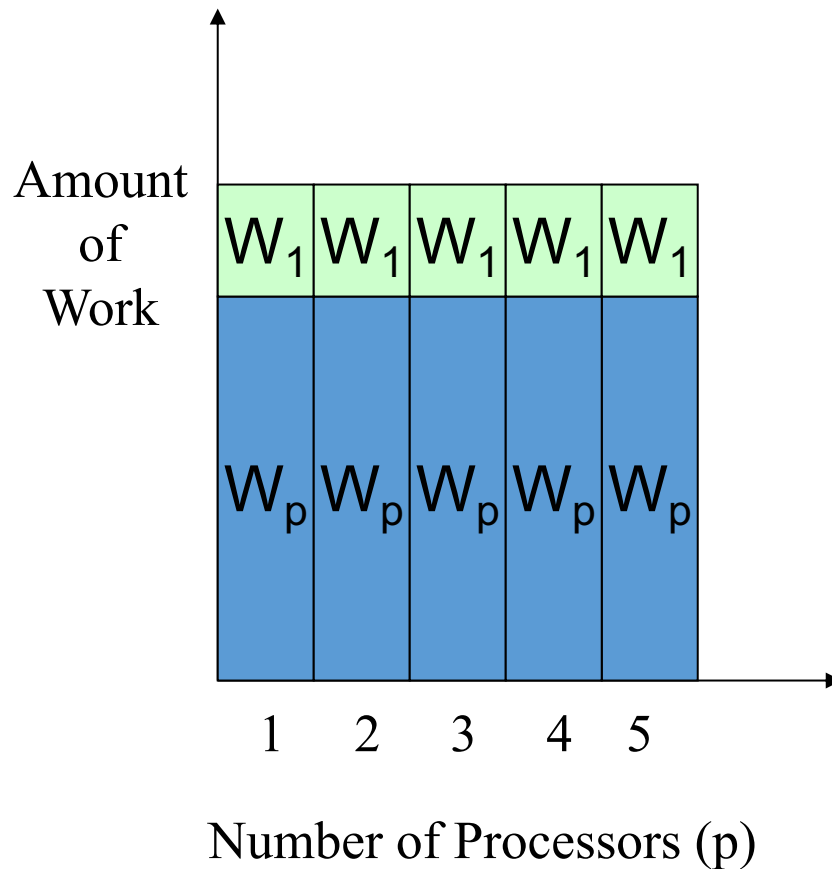 Amount
of
Work
W1 W1 W1 W1 W1
Wp Wp Wp Wp Wp
1 2 3 4 5
Number of Processors (p)